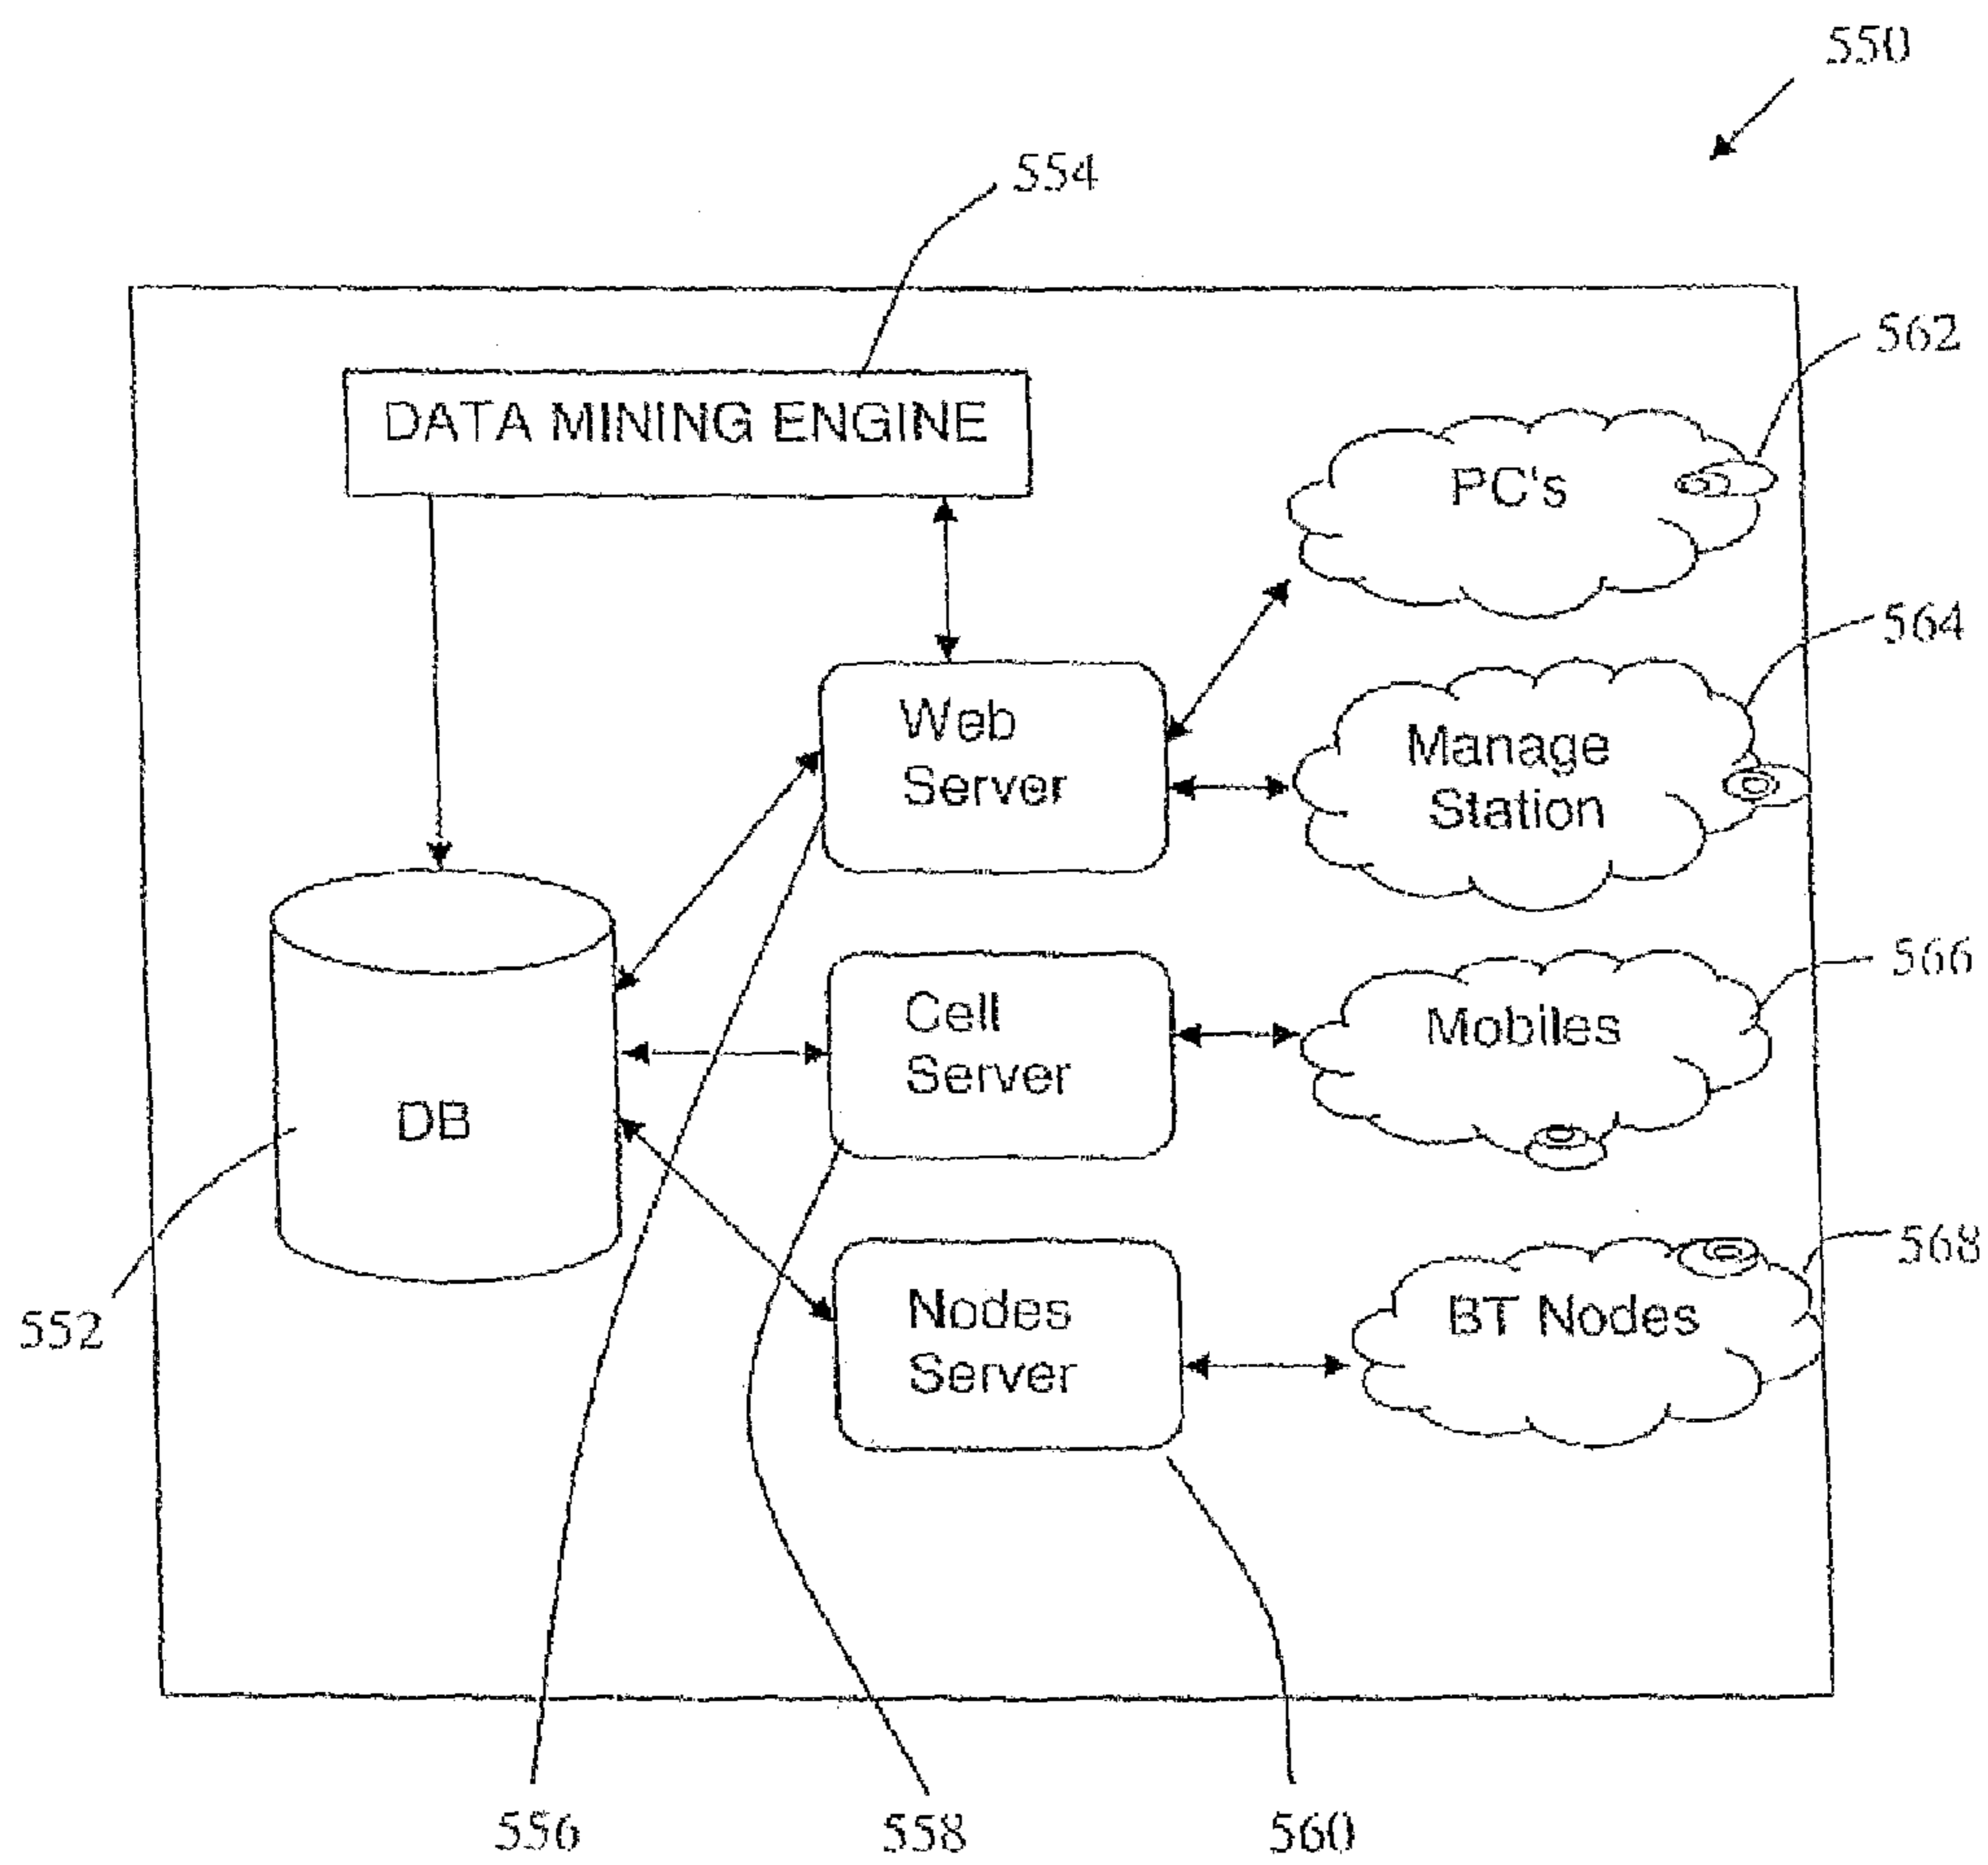 550
554
562
DATA MINING ENGINE
PC's
564
Web
Server
Manage
Station
566
Cell
Server
Mobiles
DB
568
552
Nodes
Server
BT Nodes
556
558
560